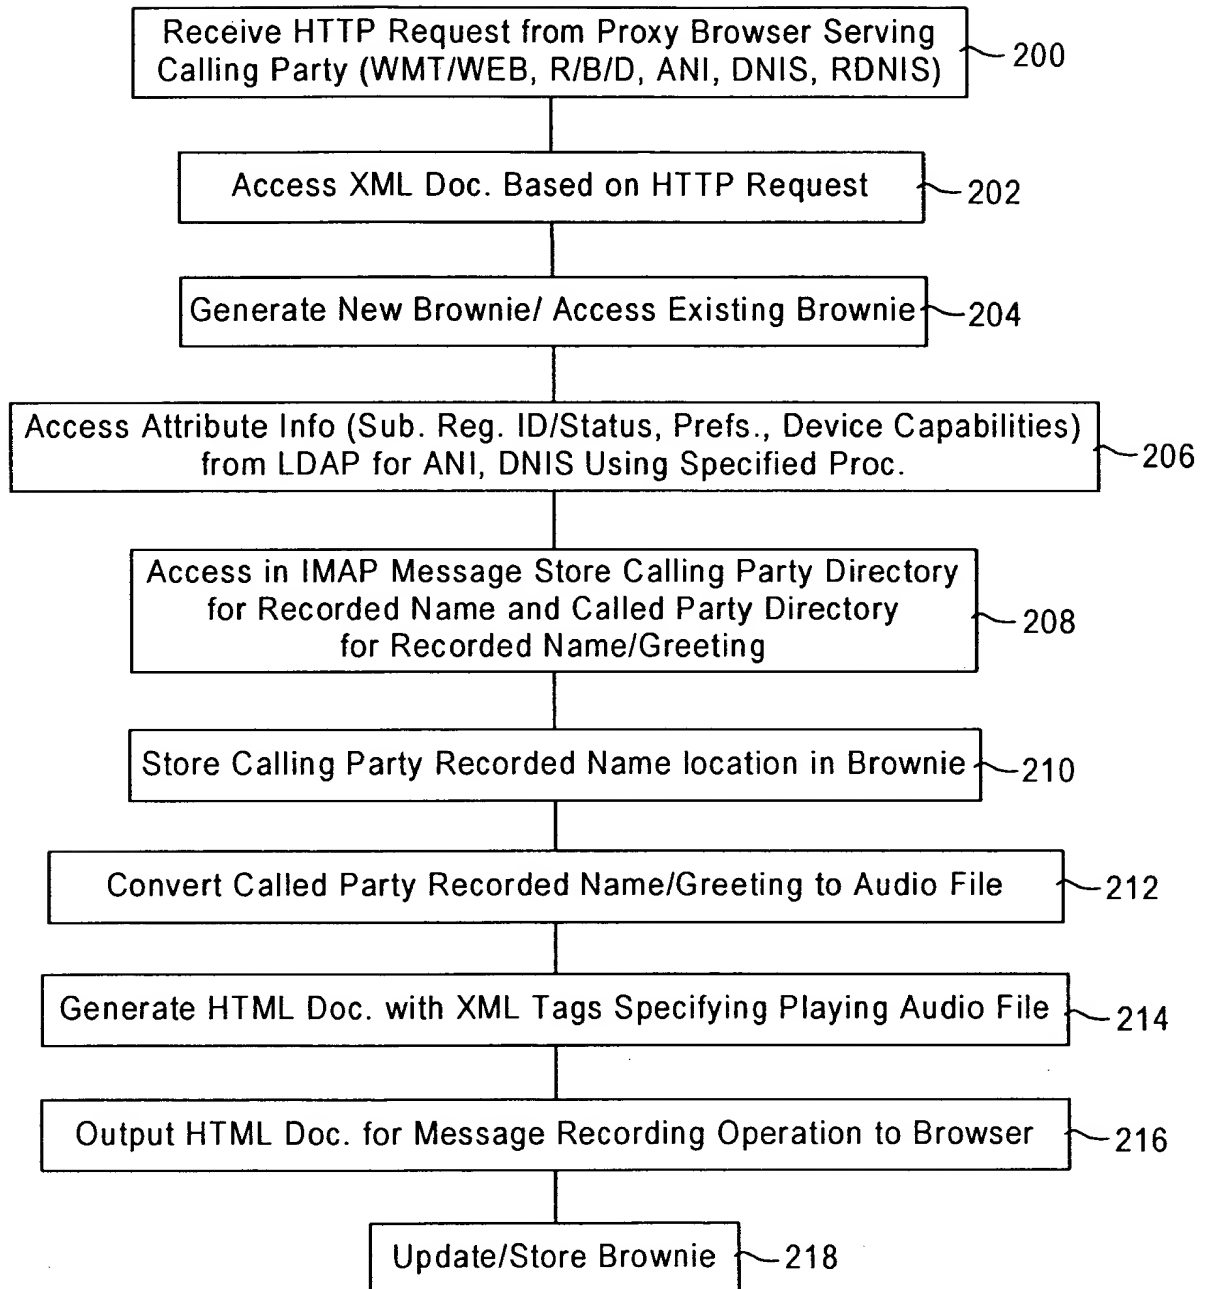 Receive HTTP Request from Proxy Browser Serving
Calling Party (WMT/WEB, R/B/D, ANI, DNIS, RDNIS)
200
Access XML Doc. Based on HTTP Request
202
Generate New Brownie/ Access Existing Brownie
204
Access Attribute Info (Sub. Reg. ID/Status, Prefs., Device Capabilities)
from LDAP for ANI, DNIS Using Specified Proc.
206
Access in IMAP Message Store Calling Party Directory
for Recorded Name and Called Party Directory
for Recorded Name/Greeting
208
Store Calling Party Recorded Name location in Brownie
210
Convert Called Party Recorded Name/Greeting to Audio File
212
Generate HTML Doc. with XML Tags Specifying Playing Audio File
214
Output HTML Doc. for Message Recording Operation to Browser
216
Update/Store Brownie
218